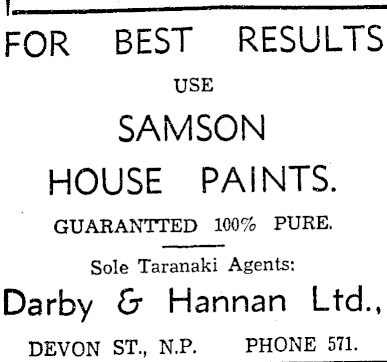 FOR BEST RESULTS
USE
SAMSON
HOUSE PAINTS.
GUARANTTED 100% PURE.
Sole Taranaki Agents:
Darby & Hannan Ltd.,
DEVON ST., N.P. PHONE 571.